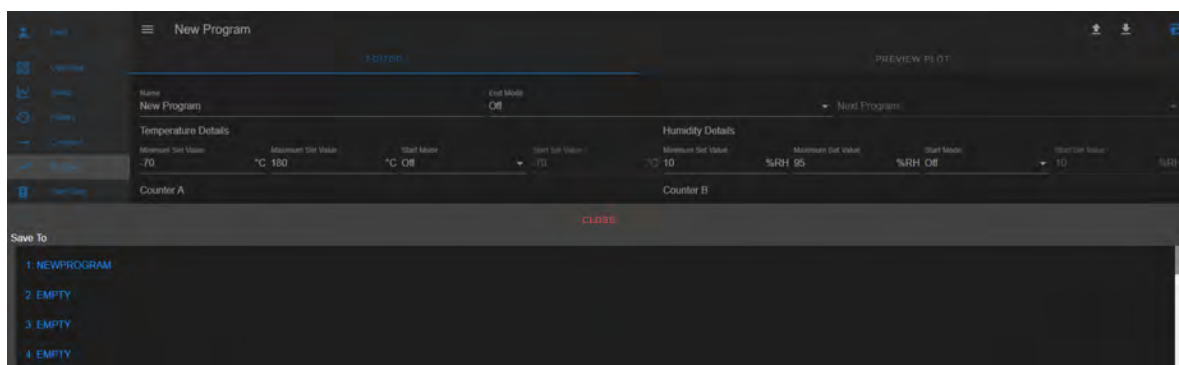 New Program
EDITOR
PREVIEW PLOT
Name
New Program
End Mode
Off
Next Program
Temperature Details
Humidity Details
Minimum Set Value
-70 °C
Maximum Set Value
180 °C
Start Mode
Off
Start Set Value
-70 °C
Minimum Set Value
10 %RH
Maximum Set Value
95 %RH
Start Mode
Off
Start Set Value
10 %RH
Counter A
Counter B
CLOSE
Save To
1: NEWPROGRAM
2: EMPTY
3: EMPTY
4: EMPTY